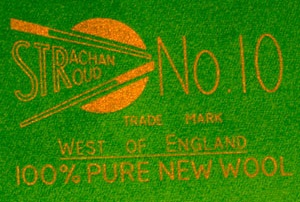 STRACHAN
STROUD
No.10
TRADE MARK
WEST OF ENGLAND
100% PURE NEW WOOL